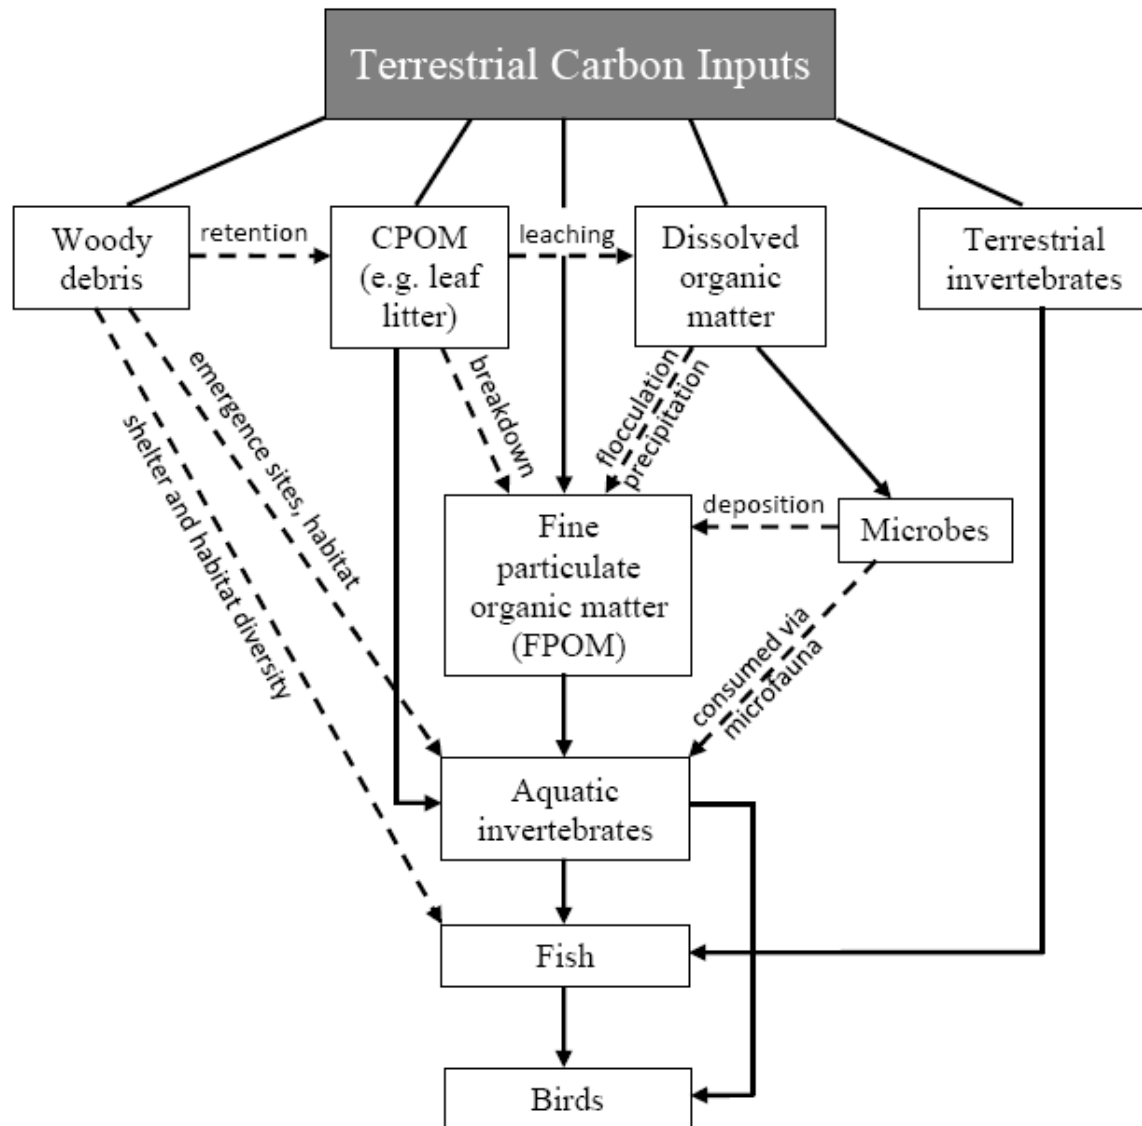 Terrestrial Carbon Inputs
Woody
debris
retention
CPOM
(e.g. leaf
litter)
leaching
Dissolved
organic
matter
Terrestrial
invertebrates
emergence sites, habitat
shelter and habitat diversity
breakdown
flocculation
precipitation
Fine
particulate
organic matter
(FPOM)
deposition
Microbes
consumed via
microfauna
Aquatic
invertebrates
Fish
Birds